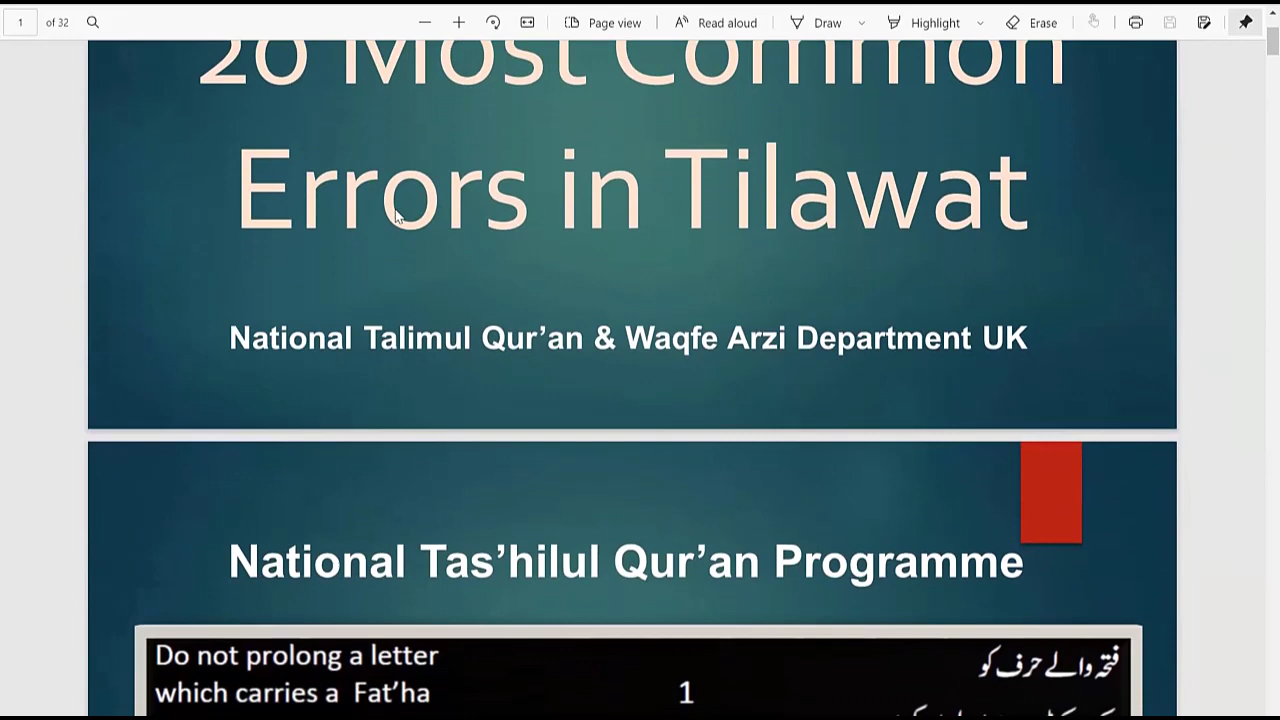 1 of 32 Page view Read aloud Draw Highlight Erase
20 Most Common
Errors in Tilawat
National Talimul Qur’an & Waqfe Arzi Department UK
National Tas’hilul Qur’an Programme
Do not prolong a letter
which carries a Fat’ha
1
فتحہ والے حرف کو